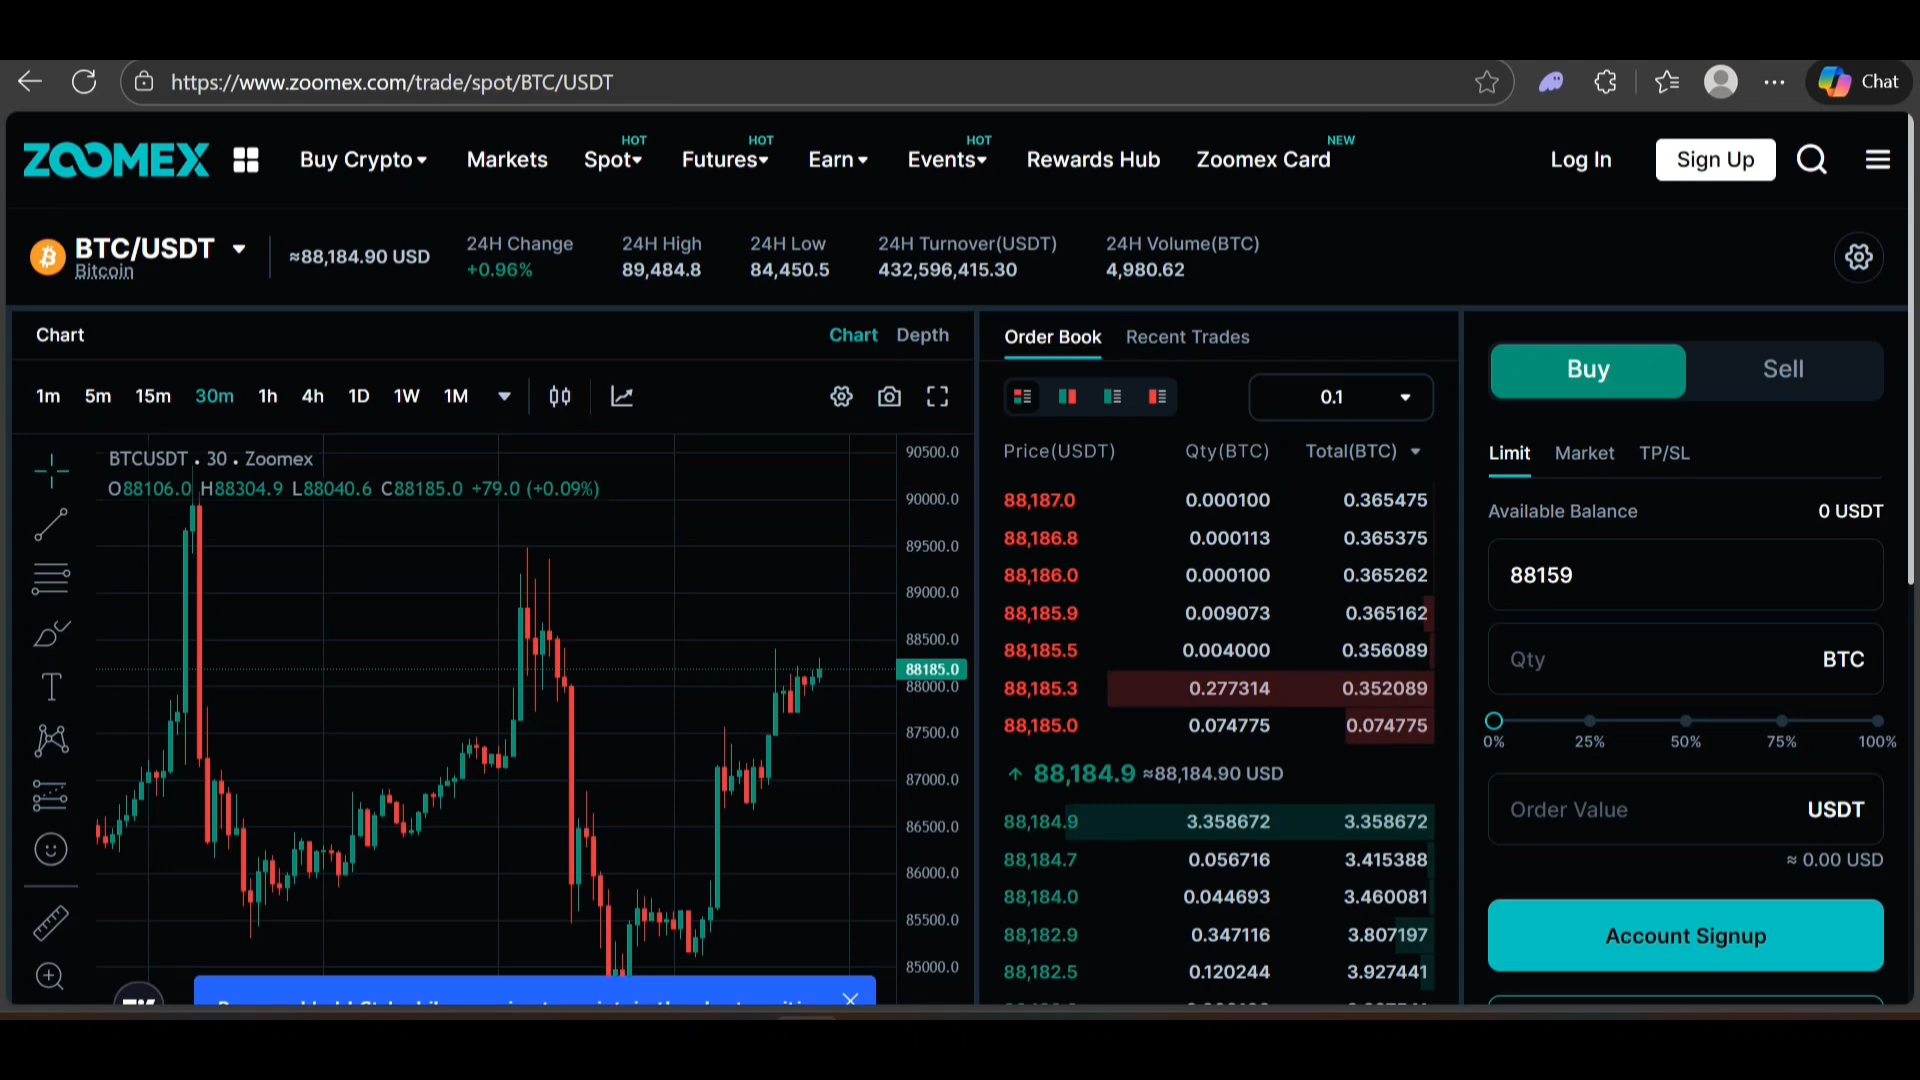 https://www.zoomex.com/trade/spot/BTC/USDT
Chat
ZOOMEX
Buy Crypto
Markets
Spot HOT
Futures HOT
Earn
Events HOT
Rewards Hub
Zoomex Card NEW
Log In
Sign Up
BTC/USDT
Bitcoin
≈88,184.90 USD
24H Change
+0.96%
24H High
89,484.8
24H Low
84,450.5
24H Turnover(USDT)
432,596,415.30
24H Volume(BTC)
4,980.62
Chart
Chart Depth
1m 5m 15m 30m 1h 4h 1D 1W 1M
BTCUSDT . 30 . Zoomex
O88106.0 H88304.9 L88040.6 C88185.0 +79.0 (+0.09%)
90500.0
90000.0
89500.0
89000.0
88500.0
88185.0
88000.0
87500.0
87000.0
86500.0
86000.0
85500.0
85000.0
Order Book Recent Trades
0.1
Price(USDT) Qty(BTC) Total(BTC)
88,187.0 0.000100 0.365475
88,186.8 0.000113 0.365375
88,186.0 0.000100 0.365262
88,185.9 0.009073 0.365162
88,185.5 0.004000 0.356089
88,185.3 0.277314 0.352089
88,185.0 0.074775 0.074775
88,184.9 ≈88,184.90 USD
88,184.9 3.358672 3.358672
88,184.7 0.056716 3.415388
88,184.0 0.044693 3.460081
88,182.9 0.347116 3.807197
88,182.5 0.120244 3.927441
Buy Sell
Limit Market TP/SL
Available Balance 0 USDT
88159
Qty BTC
0% 25% 50% 75% 100%
Order Value USDT
≈ 0.00 USD
Account Signup